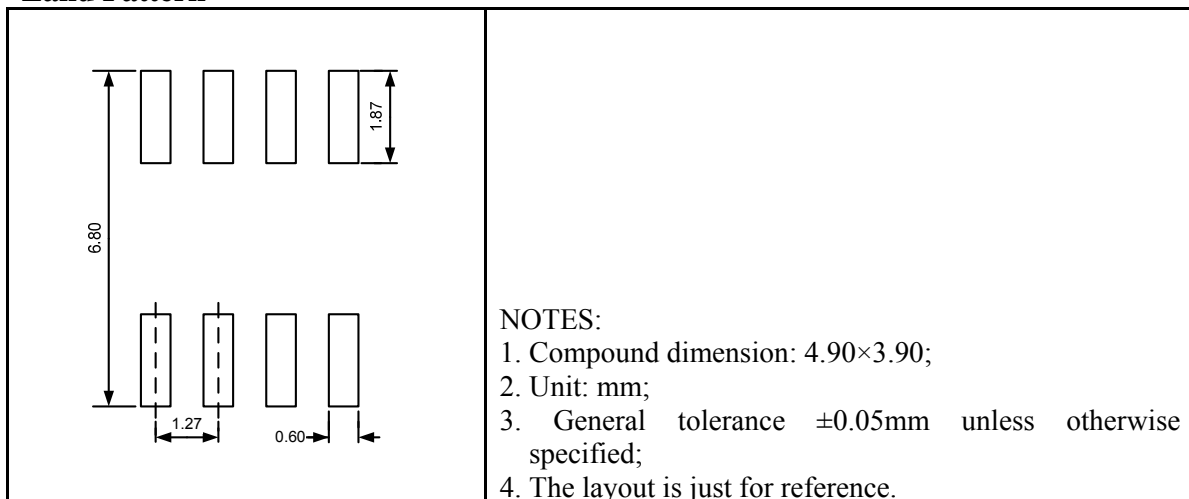 Land Pattern
6.80
1.87
1.27
0.60
NOTES:
1. Compound dimension: 4.90×3.90;
2. Unit: mm;
3. General tolerance ±0.05mm unless otherwise
specified;
4. The layout is just for reference.